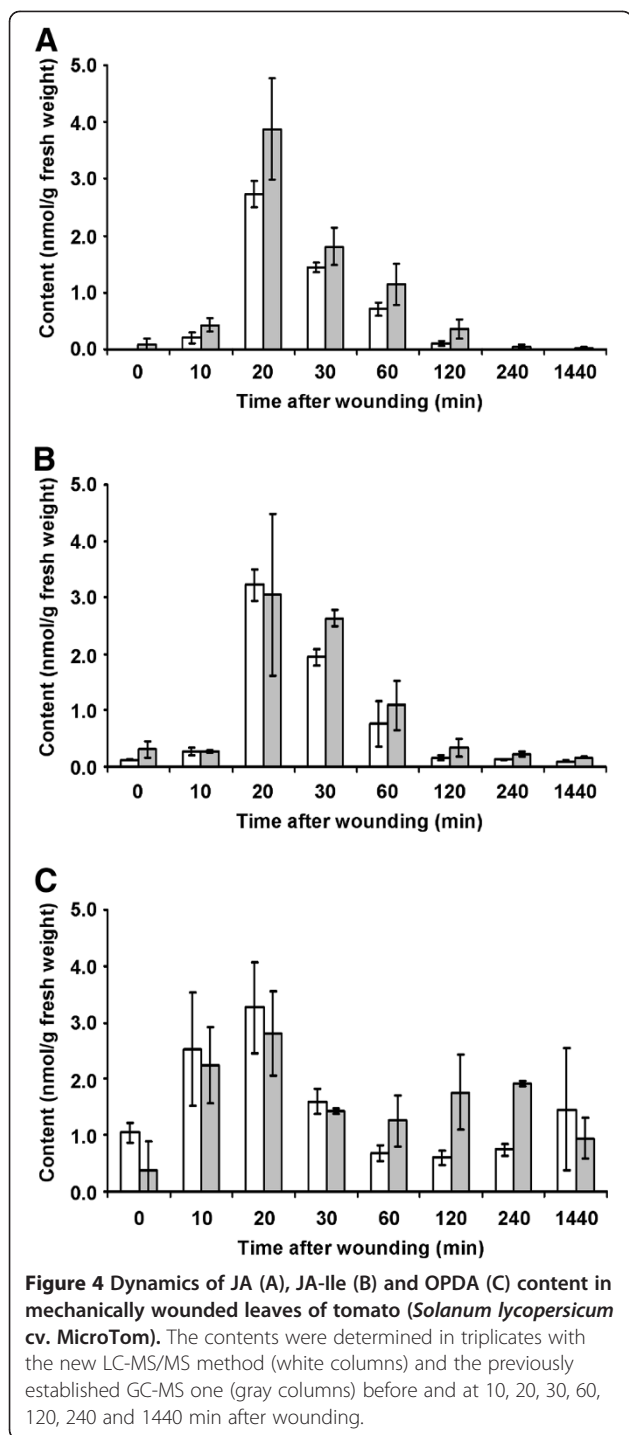 A
Content (nmol/g fresh weight)
5.0
4.0
3.0
2.0
1.0
0.0
0 10 20 30 60 120 240 1440
Time after wounding (min)
B
Content (nmol/g fresh weight)
5.0
4.0
3.0
2.0
1.0
0.0
0 10 20 30 60 120 240 1440
Time after wounding (min)
C
Content (nmol/g fresh weight)
5.0
4.0
3.0
2.0
1.0
0.0
0 10 20 30 60 120 240 1440
Time after wounding (min)
Figure 4 Dynamics of JA (A), JA-Ile (B) and OPDA (C) content in
mechanically wounded leaves of tomato (Solanum lycopersicum
cv. MicroTom). The contents were determined in triplicates with
the new LC-MS/MS method (white columns) and the previously
established GC-MS one (gray columns) before and at 10, 20, 30, 60,
120, 240 and 1440 min after wounding.